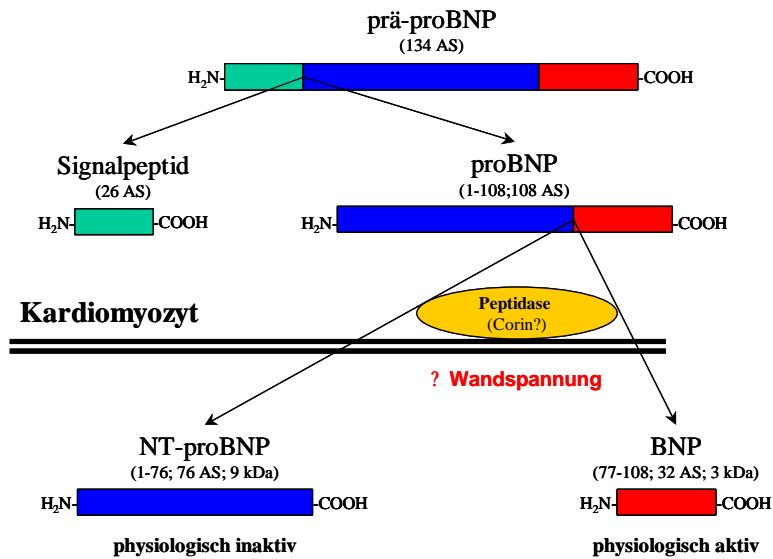 prä-proBNP
(134 AS)
H₂N-
-COOH
Signalpeptid
(26 AS)
H₂N-
-COOH
proBNP
(1-108;108 AS)
H₂N-
-COOH
Kardiomyozyt
Peptidase
(Corin?)
? Wandspannung
NT-proBNP
(1-76; 76 AS; 9 kDa)
H₂N-
-COOH
physiologisch inaktiv
BNP
(77-108; 32 AS; 3 kDa)
H₂N-
-COOH
physiologisch aktiv